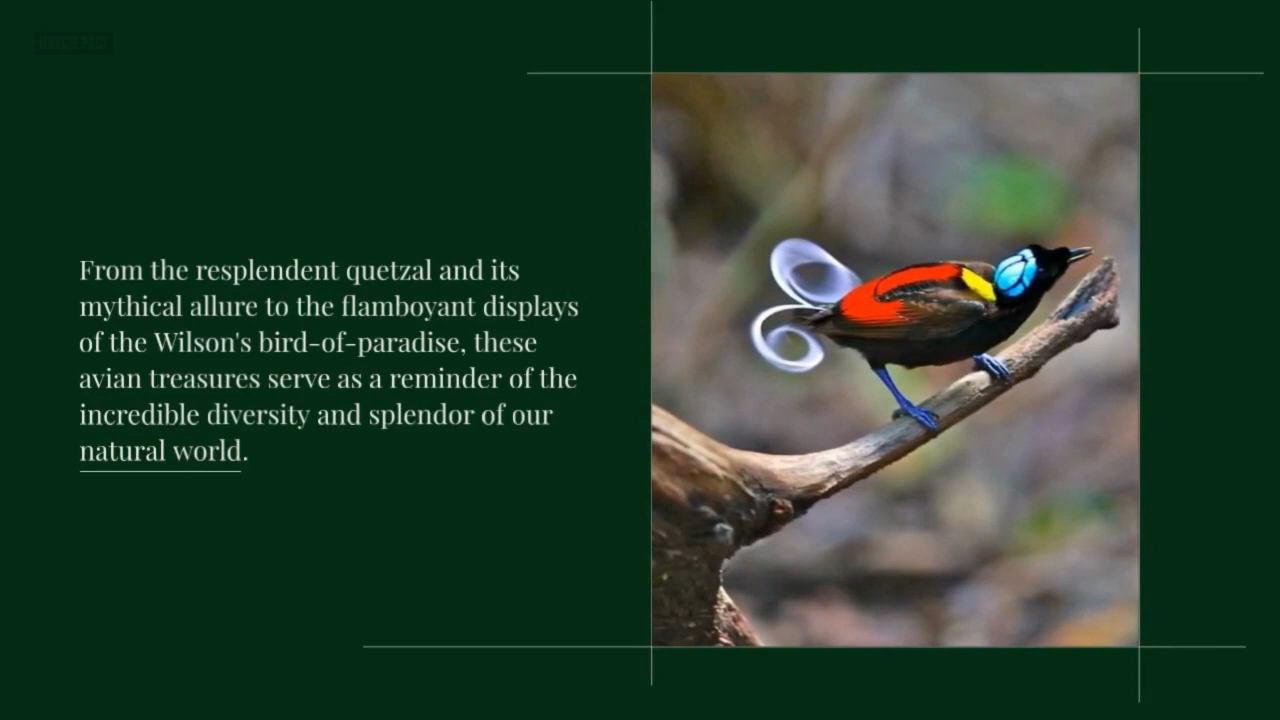 From the resplendent quetzal and its
mythical allure to the flamboyant displays
of the Wilson's bird-of-paradise, these
avian treasures serve as a reminder of the
incredible diversity and splendor of our
natural world.